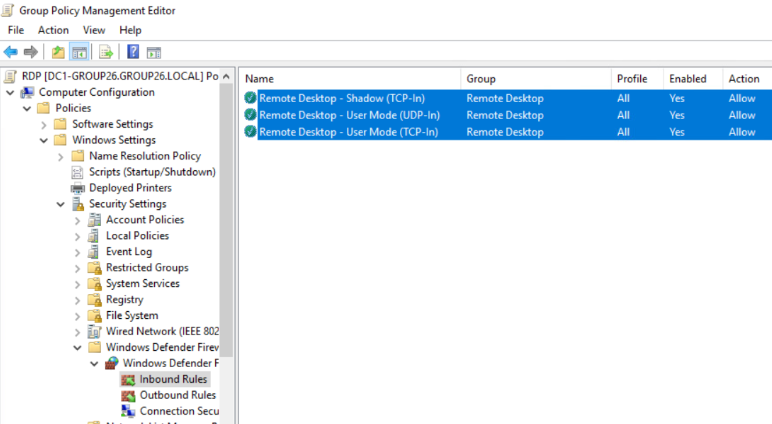 Group Policy Management Editor
File Action View Help
RDP [DC1-GROUP26.GROUP26.LOCAL] Po
Computer Configuration
Policies
Software Settings
Windows Settings
Name Resolution Policy
Scripts (Startup/Shutdown)
Deployed Printers
Security Settings
Account Policies
Local Policies
Event Log
Restricted Groups
System Services
Registry
File System
Wired Network (IEEE 802
Windows Defender Firew
Windows Defender F
Inbound Rules
Outbound Rules
Connection Secu
Name Group Profile Enabled Action
Remote Desktop - Shadow (TCP-In) Remote Desktop All Yes Allow
Remote Desktop - User Mode (UDP-In) Remote Desktop All Yes Allow
Remote Desktop - User Mode (TCP-In) Remote Desktop All Yes Allow